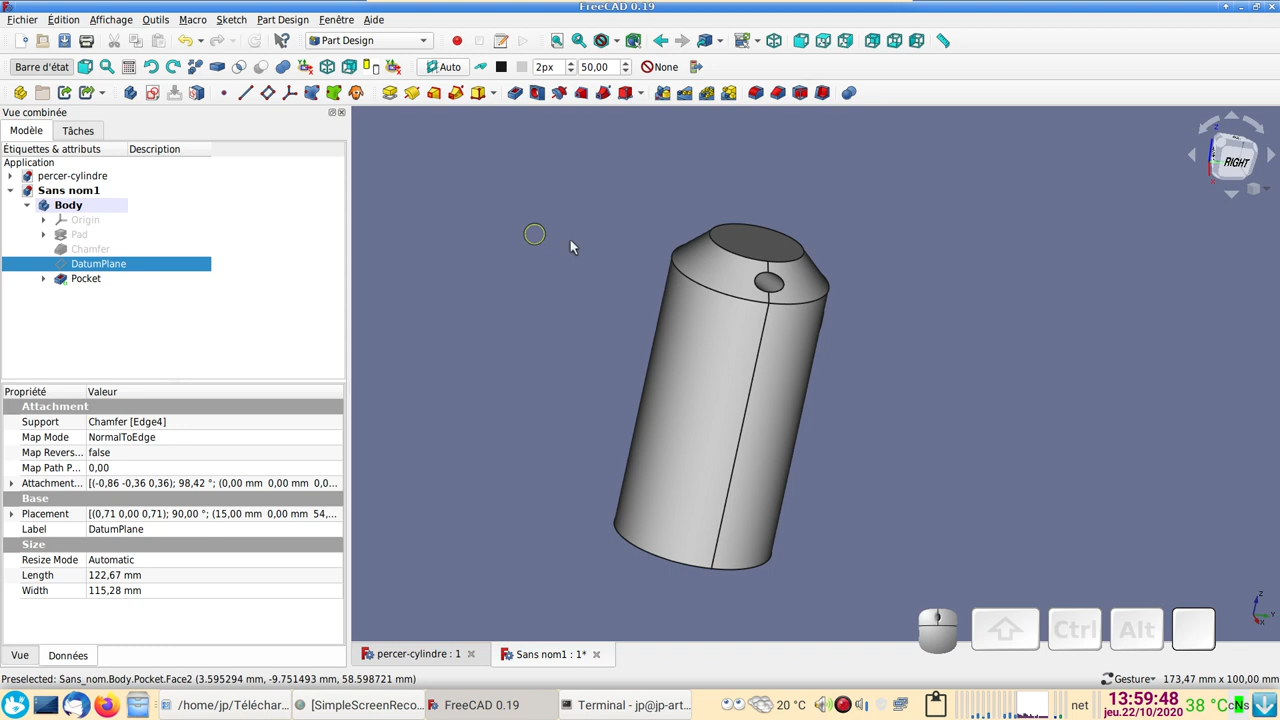 FreeCAD 0.19
Fichier Édition Affichage Outils Macro Sketch Part Design Fenêtre Aide
Part Design
Barre d'état Auto 2px 50,00 None
Vue combinée
Modèle Tâches
Étiquettes & attributs Description
Application
percer-cylindre
Sans nom1
Body
Origin
Pad
Chamfer
DatumPlane
Pocket
RIGHT
Propriété Valeur
Attachment
Support Chamfer [Edge4]
Map Mode NormalToEdge
Map Revers... false
Map Path P... 0,00
Attachment... [(-0,86 -0,36 0,36); 98,42 °; (0,00 mm 0,00 mm 0,0...
Base
Placement [(0,71 0,00 0,71); 90,00 °; (15,00 mm 0,00 mm 54,...
Label DatumPlane
Size
Resize Mode Automatic
Length 122,67 mm
Width 115,28 mm
Ctrl Alt
Z
Y
X
Vue Données
percer-cylindre : 1 Sans nom1 : 1*
Preselected: Sans_nom.Body.Pocket.Face2 (3.595294 mm, -9.751493 mm, 58.598721 mm) Gesture 173,47 mm x 100,00 mm
/home/jp/Téléchar... [SimpleScreenReco... FreeCAD 0.19 Terminal - jp@jp-art... 20 °C net 13:59:48 38 °C cNs
jeu.22/10/2020